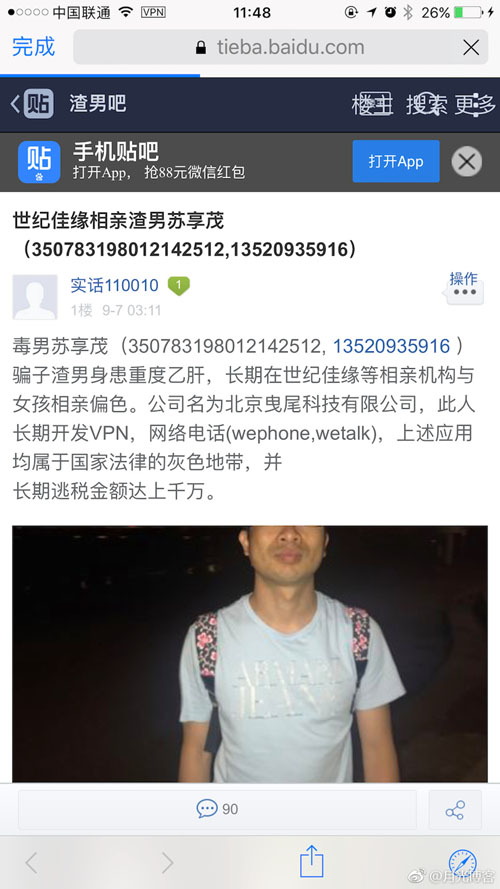 中国联通 VPN 11:48 26%
完成 tieba.baidu.com
贴 渣男吧 楼主 搜索 更多
贴吧 手机贴吧
打开App， 抢88元微信红包
打开App
世纪佳缘相亲渣男苏享茂
（350783198012142512,13520935916）
实话110010 1
操作
1楼 9-7 03:11
毒男苏享茂（350783198012142512, 13520935916 ）
骗子渣男身患重度乙肝，长期在世纪佳缘等相亲机构与
女孩相亲偏色。公司名为北京曳尾科技有限公司，此人
长期开发VPN，网络电话(wephone,wetalk)，上述应用
均属于国家法律的灰色地带，并
长期逃税金额达上千万。
ARMANI
JEANS
90
@月光博客